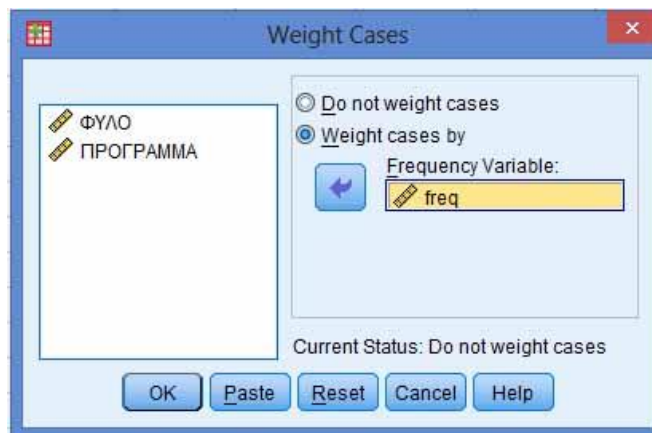 Weight Cases
ΦΥΛΟ
ΠΡΟΓΡΑΜΜΑ
Do not weight cases
Weight cases by
Frequency Variable:
freq
Current Status: Do not weight cases
OK
Paste
Reset
Cancel
Help